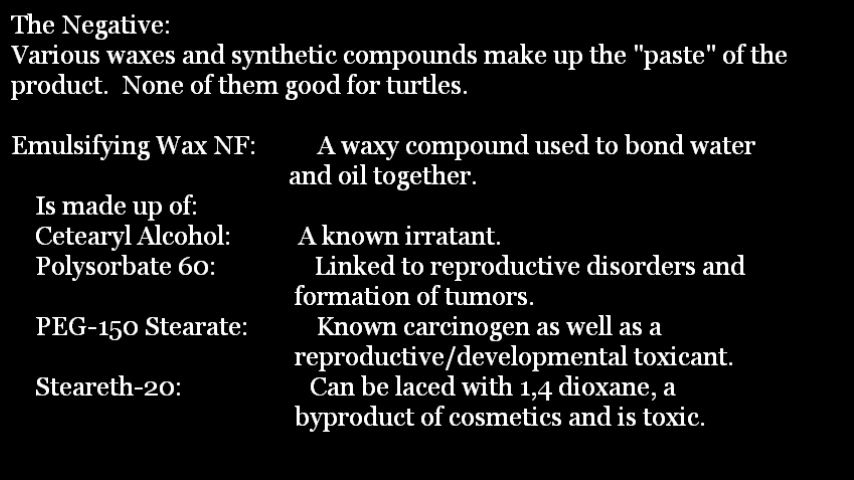 The Negative:
Various waxes and synthetic compounds make up the "paste" of the
product. None of them good for turtles.
Emulsifying Wax NF: A waxy compound used to bond water
and oil together.
Is made up of:
Cetearyl Alcohol: A known irratant.
Polysorbate 60: Linked to reproductive disorders and
formation of tumors.
PEG-150 Stearate: Known carcinogen as well as a
reproductive/developmental toxicant.
Steareth-20: Can be laced with 1,4 dioxane, a
byproduct of cosmetics and is toxic.